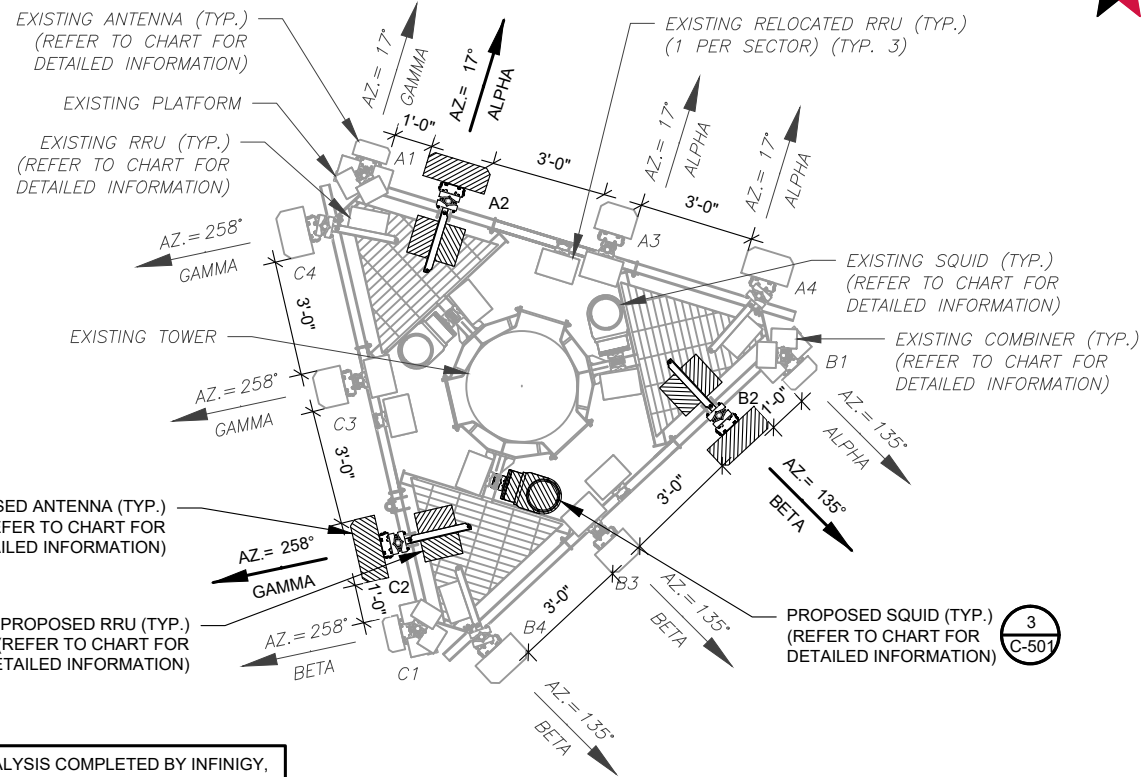 EXISTING ANTENNA (TYP.)
(REFER TO CHART FOR
DETAILED INFORMATION)
EXISTING PLATFORM
EXISTING RRU (TYP.)
(REFER TO CHART FOR
DETAILED INFORMATION)
AZ.= 17°
GAMMA
AZ.= 17°
ALPHA
EXISTING RELOCATED RRU (TYP.)
(1 PER SECTOR) (TYP. 3)
AZ.= 17°
ALPHA
AZ.= 17°
ALPHA
1'-0"
3'-0"
3'-0"
A1
A2
A3
A4
AZ.= 258°
GAMMA
C4
EXISTING SQUID (TYP.)
(REFER TO CHART FOR
DETAILED INFORMATION)
3'-0"
EXISTING TOWER
EXISTING COMBINER (TYP.)
(REFER TO CHART FOR
DETAILED INFORMATION)
B1
AZ.= 258°
GAMMA
C3
B2
1'-0"
AZ.= 135°
ALPHA
3'-0"
3'-0"
AZ.= 135°
BETA
SED ANTENNA (TYP.)
EFER TO CHART FOR
AILED INFORMATION)
AZ.= 258°
GAMMA
C2
1'-0"
B3
3'-0"
AZ.= 135°
BETA
PROPOSED RRU (TYP.)
(REFER TO CHART FOR
ETAILED INFORMATION)
AZ.= 258°
BETA
C1
B4
PROPOSED SQUID (TYP.)
(REFER TO CHART FOR
DETAILED INFORMATION)
3
C-501
AZ.= 135°
BETA
ALYSIS COMPLETED BY INFINIGY,